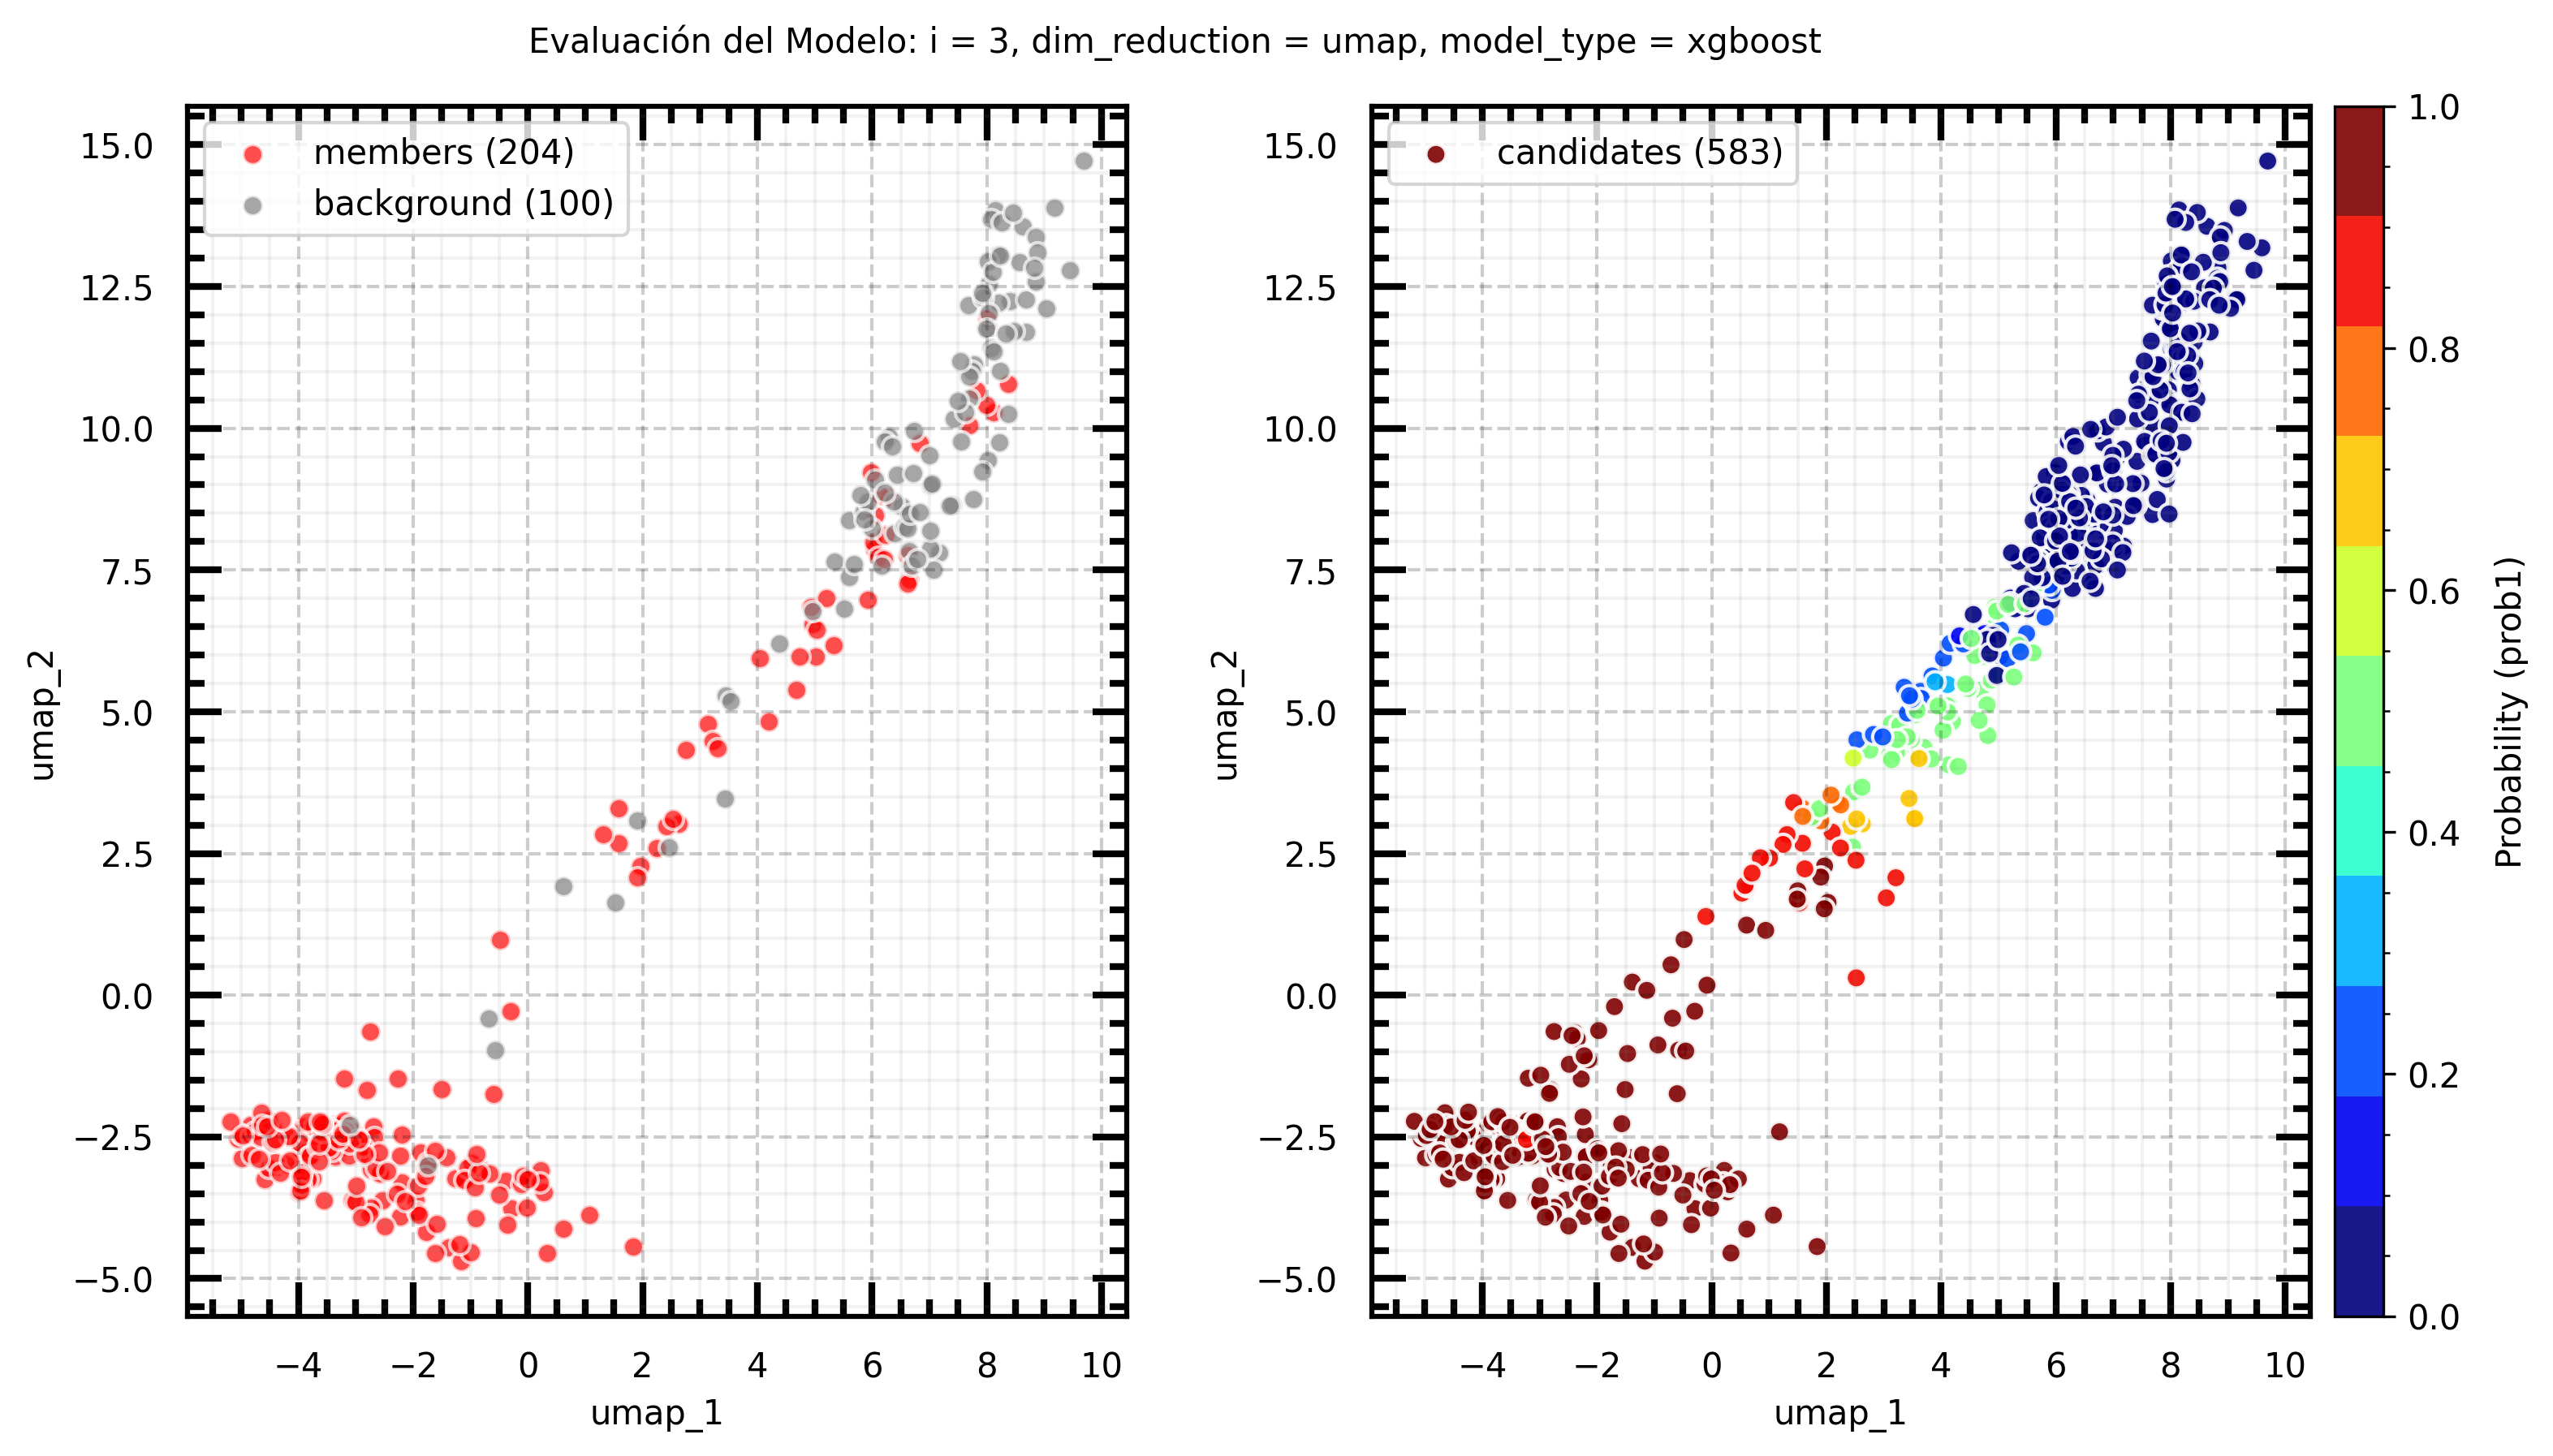 Evaluación del Modelo: i = 3, dim_reduction = umap, model_type = xgboost
members (204)
background (100)
15.0
12.5
10.0
7.5
5.0
2.5
0.0
−2.5
−5.0
umap_2
−4 −2 0 2 4 6 8 10
umap_1
candidates (583)
15.0
12.5
10.0
7.5
5.0
2.5
0.0
−2.5
−5.0
umap_2
−4 −2 0 2 4 6 8 10
umap_1
1.0
0.8
0.6
0.4
0.2
0.0
Probability (prob1)